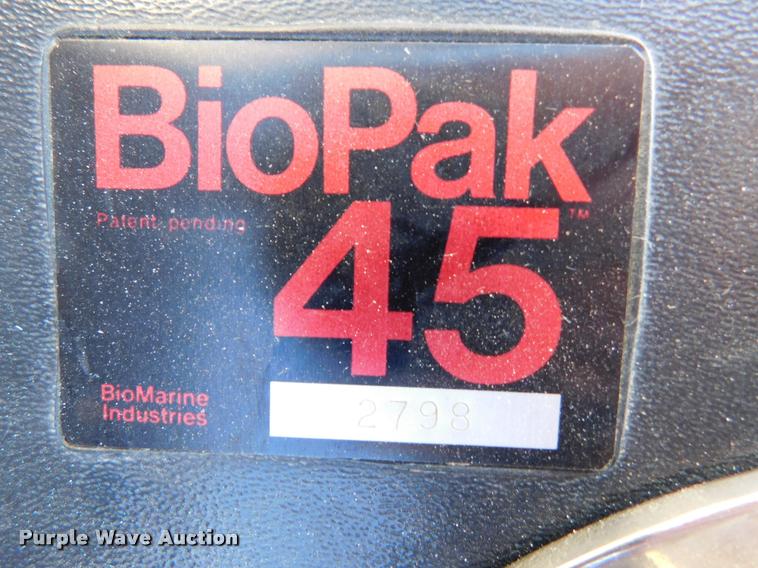 BioPak
Patent pending
45™
BioMarine
Industries
2798
Purple Wave Auction